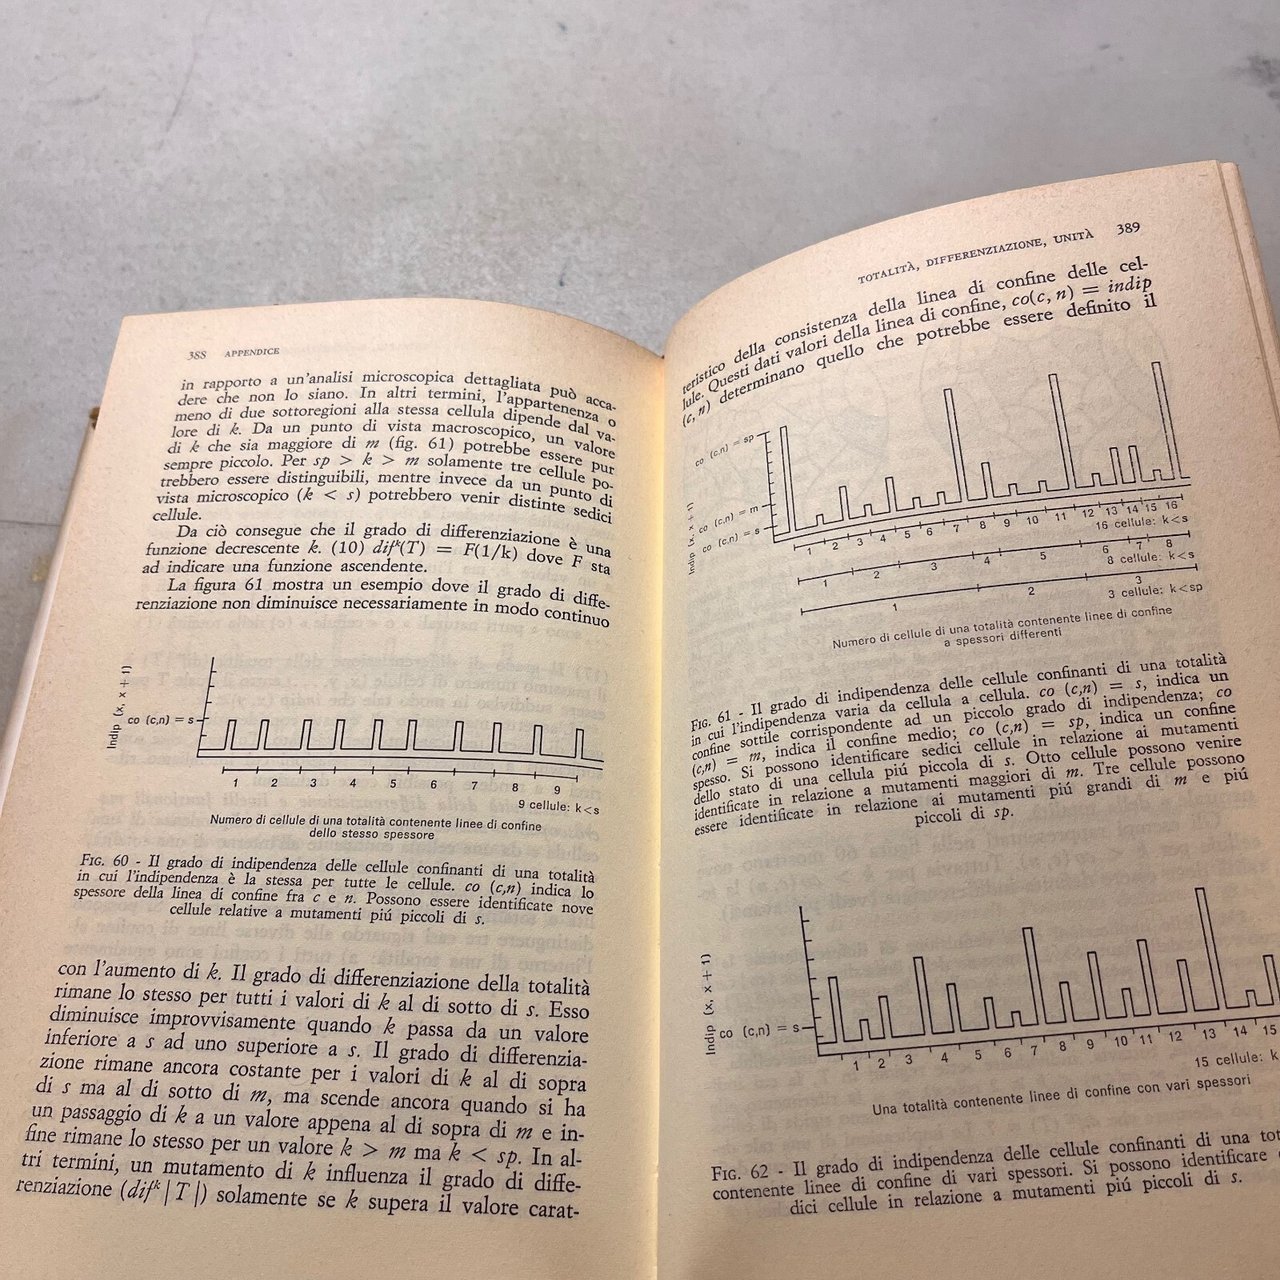 388 APPENDICE
in rapporto a un'analisi microscopica dettagliata può acca-
dere che non lo siano. In altri termini, l'appartenenza o
meno di due sottoregioni alla stessa cellula dipende dal va-
lore di k. Da un punto di vista macroscopico, un valore
di k che sia maggiore di m (fig. 61) potrebbe essere pur
sempre piccolo. Per sp > k > m solamente tre cellule po-
trebbero essere distinguibili, mentre invece da un punto di
vista microscopico (k < s) potrebbero venir distinte sedici
cellule.
Da ciò consegue che il grado di differenziazione è una
funzione decrescente k. (10) difᵏ(T) = F(1/k) dove F sta
ad indicare una funzione ascendente.
La figura 61 mostra un esempio dove il grado di diffe-
renziazione non diminuisce necessariamente in modo continuo
Indip (x, x + 1)
co (c,n) = s
1 2 3 4 5 6 7 8 9
9 cellule: k<s
Numero di cellule di una totalità contenente linee di confine
dello stesso spessore
FIG. 60 - Il grado di indipendenza delle cellule confinanti di una totalità
in cui l'indipendenza è la stessa per tutte le cellule. co (c,n) indica lo
spessore della linea di confine fra c e n. Possono essere identificate nove
cellule relative a mutamenti piú piccoli di s.
con l'aumento di k. Il grado di differenziazione della totalità
rimane lo stesso per tutti i valori di k al di sotto di s. Esso
diminuisce improvvisamente quando k passa da un valore
inferiore a s ad uno superiore a s. Il grado di differenzia-
zione rimane ancora costante per i valori di k al di sopra
di s ma al di sotto di m, ma scende ancora quando si ha
un passaggio di k a un valore appena al di sopra di m e in-
fine rimane lo stesso per un valore k > m ma k < sp. In al-
tri termini, un mutamento di k influenza il grado di diffe-
renziazione (difᵏ | T |) solamente se k supera il valore carat-
TOTALITÀ, DIFFERENZIAZIONE, UNITÀ 389
teristico della consistenza della linea di confine delle cel-
lule. Questi dati valori della linea di confine, co(c, n) = indip
(c, n) determinano quello che potrebbe essere definito il
Indip (x, x + 1)
co (c,n) = sp
co (c,n) = m
co (c,n) = s
1 2 3 4 5 6 7 8 9 10 11 12 13 14 15 16
16 cellule: k<s
1 2 3 4 5 6 7 8
8 cellule: k<s
1 2 3
3 cellule: k<sp
Numero di cellule di una totalità contenente linee di confine
a spessori differenti
FIG. 61 - Il grado di indipendenza delle cellule confinanti di una totalità
in cui l'indipendenza varia da cellula a cellula. co (c,n) = s, indica un
confine sottile corrispondente ad un piccolo grado di indipendenza; co
(c,n) = m, indica il confine medio; co (c,n) = sp, indica un confine
spesso. Si possono identificare sedici cellule in relazione ai mutamenti
dello stato di una cellula piú piccola di s. Otto cellule possono venire
identificate in relazione a mutamenti maggiori di m. Tre cellule possono
essere identificate in relazione ai mutamenti piú grandi di m e piú
piccoli di sp.
Indip (x, x + 1)
co (c,n) = s
1 2 3 4 5 6 7 8 9 10 11 12 13 14 15
15 cellule: k
Una totalità contenente linee di confine con vari spessori
FIG. 62 - Il grado di indipendenza delle cellule confinanti di una tot
contenente linee di confine di vari spessori. Si possono identificare
dici cellule in relazione a mutamenti piú piccoli di s.